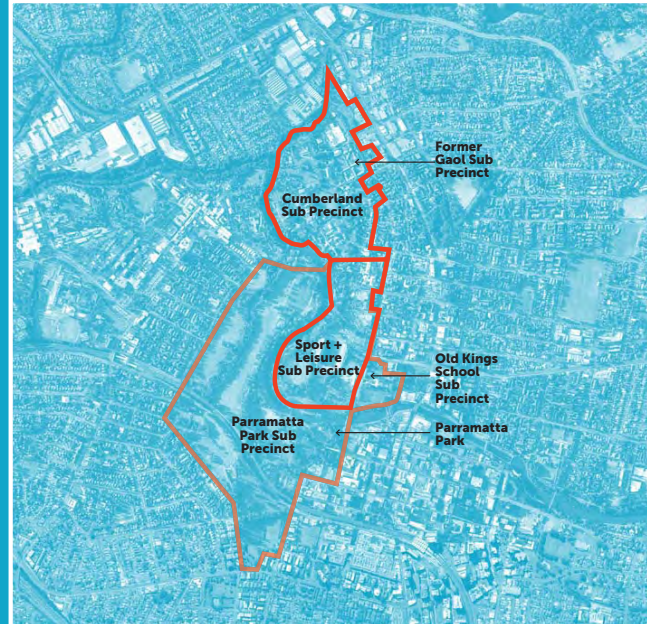 Former
Gaol Sub
Precinct
Cumberland
Sub Precinct
Sport +
Leisure
Sub Precinct
Old Kings
School
Sub
Precinct
Parramatta
Park Sub
Precinct
Parramatta
Park